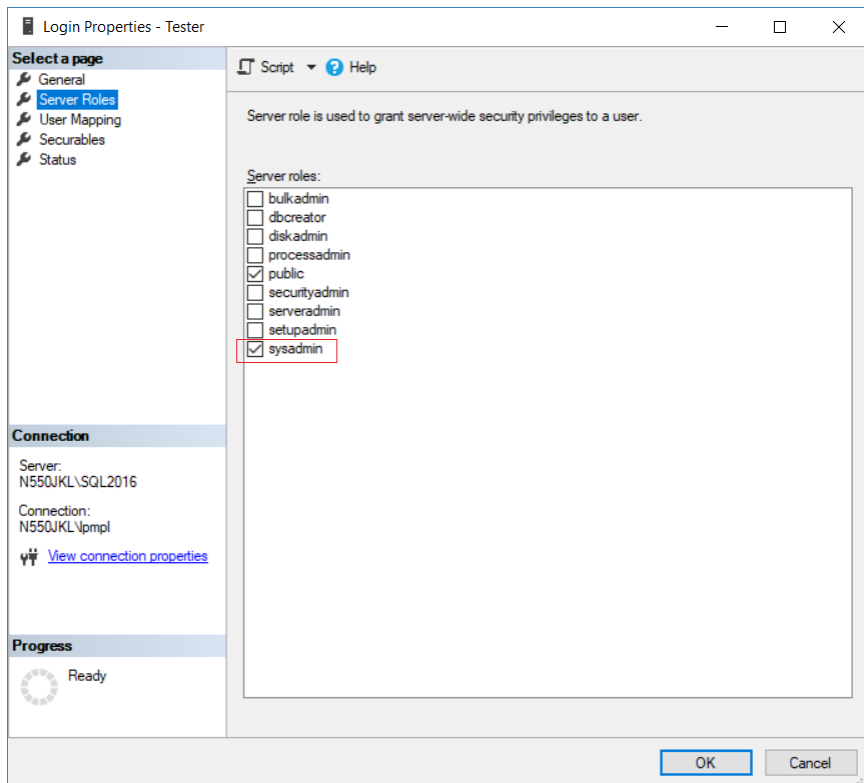 Login Properties - Tester
Select a page
General
Server Roles
User Mapping
Securables
Status
Script
Help
Server role is used to grant server-wide security privileges to a user.
Server roles:
bulkadmin
dbcreator
diskadmin
processadmin
public
securityadmin
serveradmin
setupadmin
sysadmin
Connection
Server:
N550JKL\SQL2016
Connection:
N550JKL\lpmpl
View connection properties
Progress
Ready
OK
Cancel